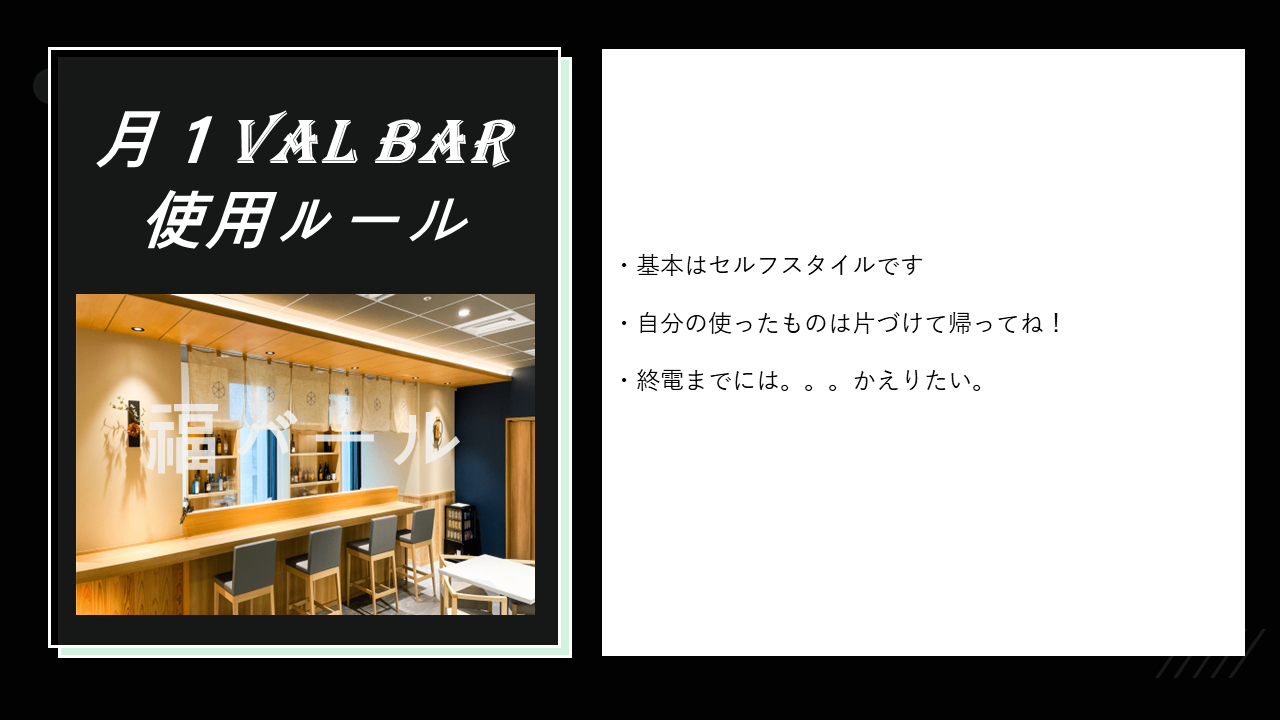 月１VAL BAR
使用ルール
福バール
・基本はセルフスタイルです
・自分の使ったものは片づけて帰ってね！
・終電までには。。。かえりたい。